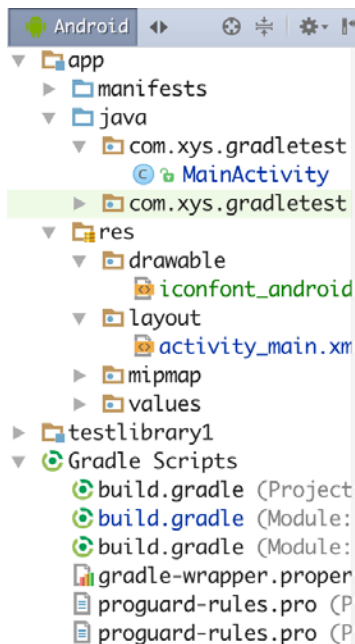 Android
app
manifests
java
com.xys.gradletest
MainActivity
com.xys.gradletest
res
drawable
iconfont_android
layout
activity_main.xm
mipmap
values
testlibrary1
Gradle Scripts
build.gradle (Project
build.gradle (Module:
build.gradle (Module:
gradle-wrapper.proper
proguard-rules.pro (P
proguard-rules.pro (P